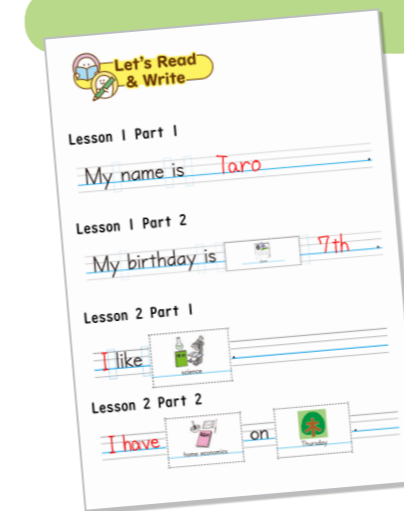 Let's Read
& Write
Lesson 1 Part 1
My name is Taro.
Lesson 1 Part 2
My birthday is 7th.
Lesson 2 Part 1
I like science.
Lesson 2 Part 2
I have home economics on Thursday.